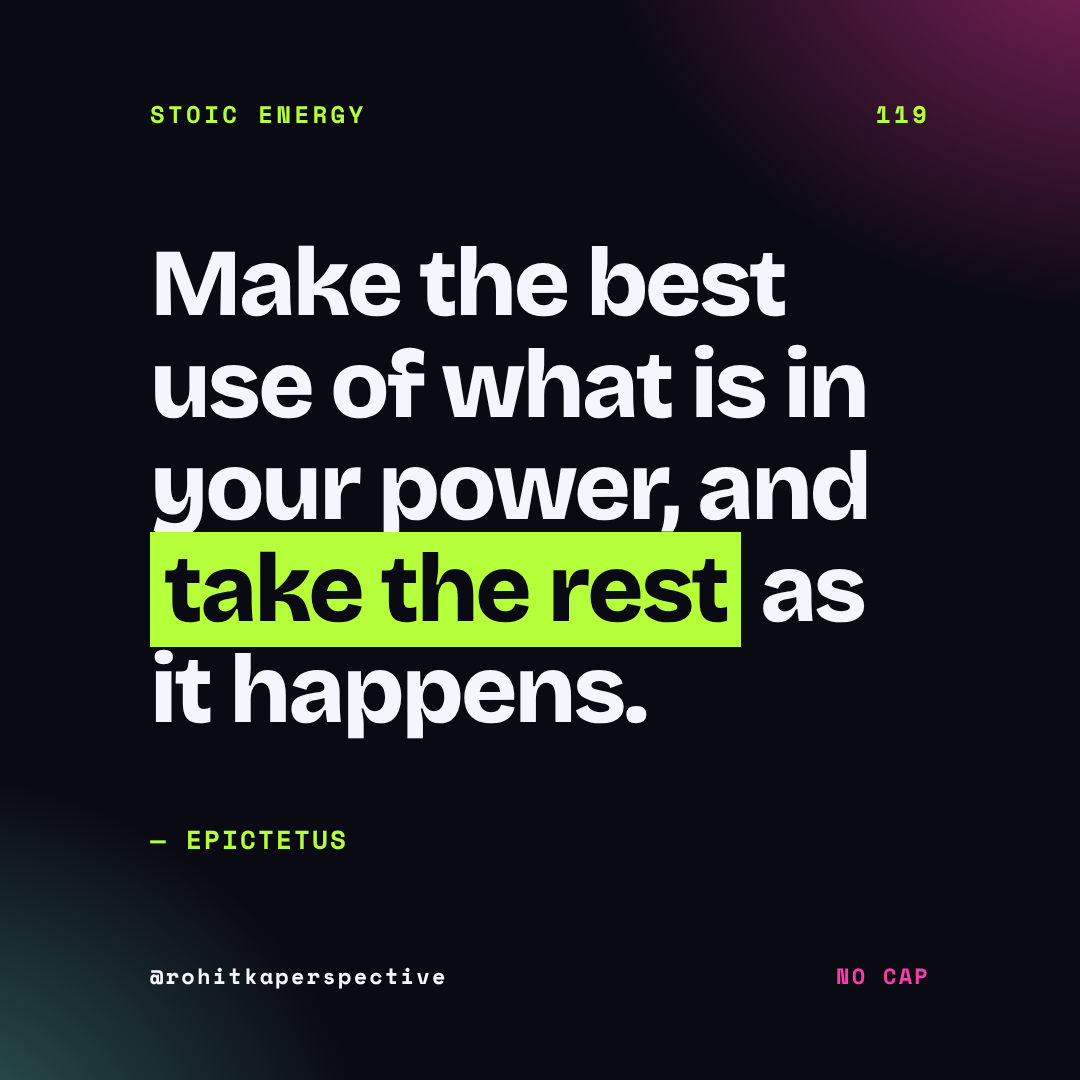 STOIC ENERGY
119
Make the best
use of what is in
your power, and
take the rest as
it happens.
— EPICTETUS
@rohitkaperspective
NO CAP